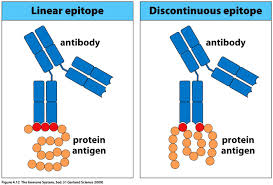 Linear epitope
antibody
protein
antigen
Discontinuous epitope
antibody
protein
antigen
Figure 4.12 The Immune System, 3ed. (© Garland Science 2009)